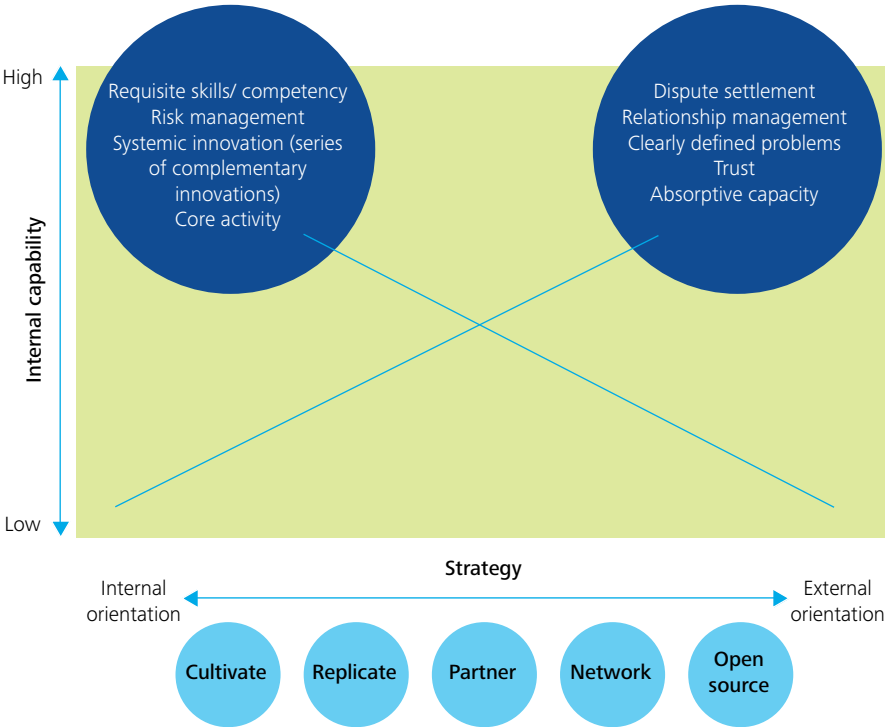 High
Requisite skills/ competency
Risk management
Systemic innovation (series
of complementary
innovations)
Core activity
Dispute settlement
Relationship management
Clearly defined problems
Trust
Absorptive capacity
Internal capability
Low
Strategy
Internal
orientation
External
orientation
Cultivate
Replicate
Partner
Network
Open
source